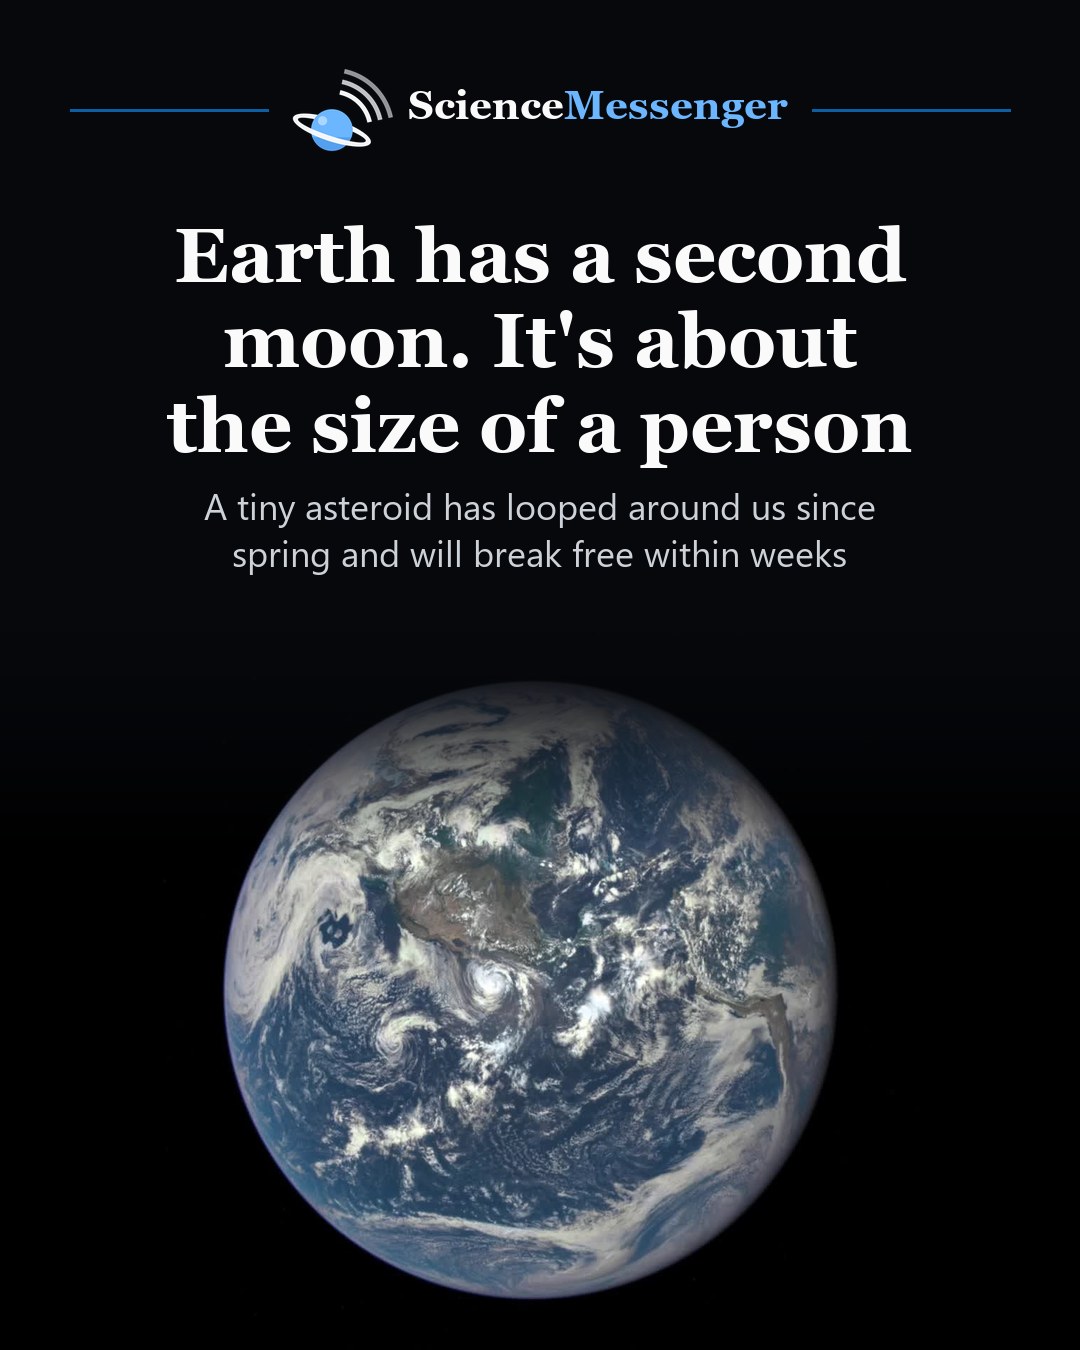 ScienceMessenger
Earth has a second
moon. It's about
the size of a person
A tiny asteroid has looped around us since
spring and will break free within weeks